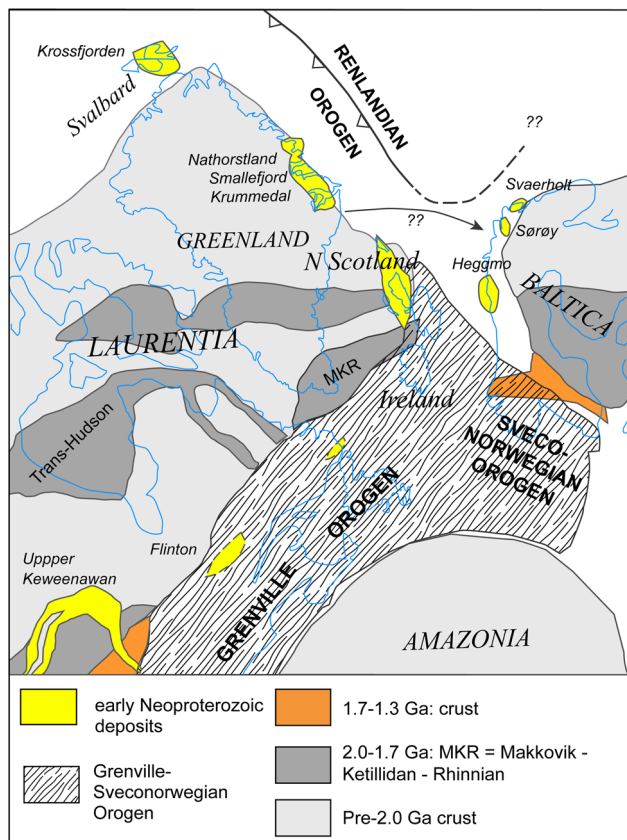 Krossfjorden
Svalbard
RENLANDIAN
OROGEN
??
Nathorstland
Smallefjord
Krummedal
Svaerholt
??
Sørøy
GREENLAND
N Scotland
Heggmo
BALTICA
LAURENTIA
MKR
Ireland
Trans-Hudson
SVECO-
NORWEGIAN
OROGEN
OROGEN
Flinton
GRENVILLE
Uppper
Keweenawan
AMAZONIA
early Neoproterozoic
deposits
1.7-1.3 Ga: crust
Grenville-
Sveconorwegian
Orogen
2.0-1.7 Ga: MKR = Makkovik -
Ketillidan - Rhinnian
Pre-2.0 Ga crust